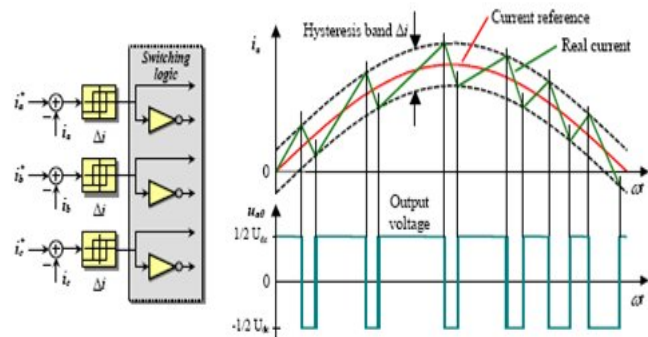 Switching
logic
i*a
ia
Δi
i*b
ib
Δi
i*c
ic
Δi
ia
Hysteresis band Δi
Current reference
Real current
0
ωt
ua0
Output
voltage
1/2 Udc
0
ωt
-1/2 Udc